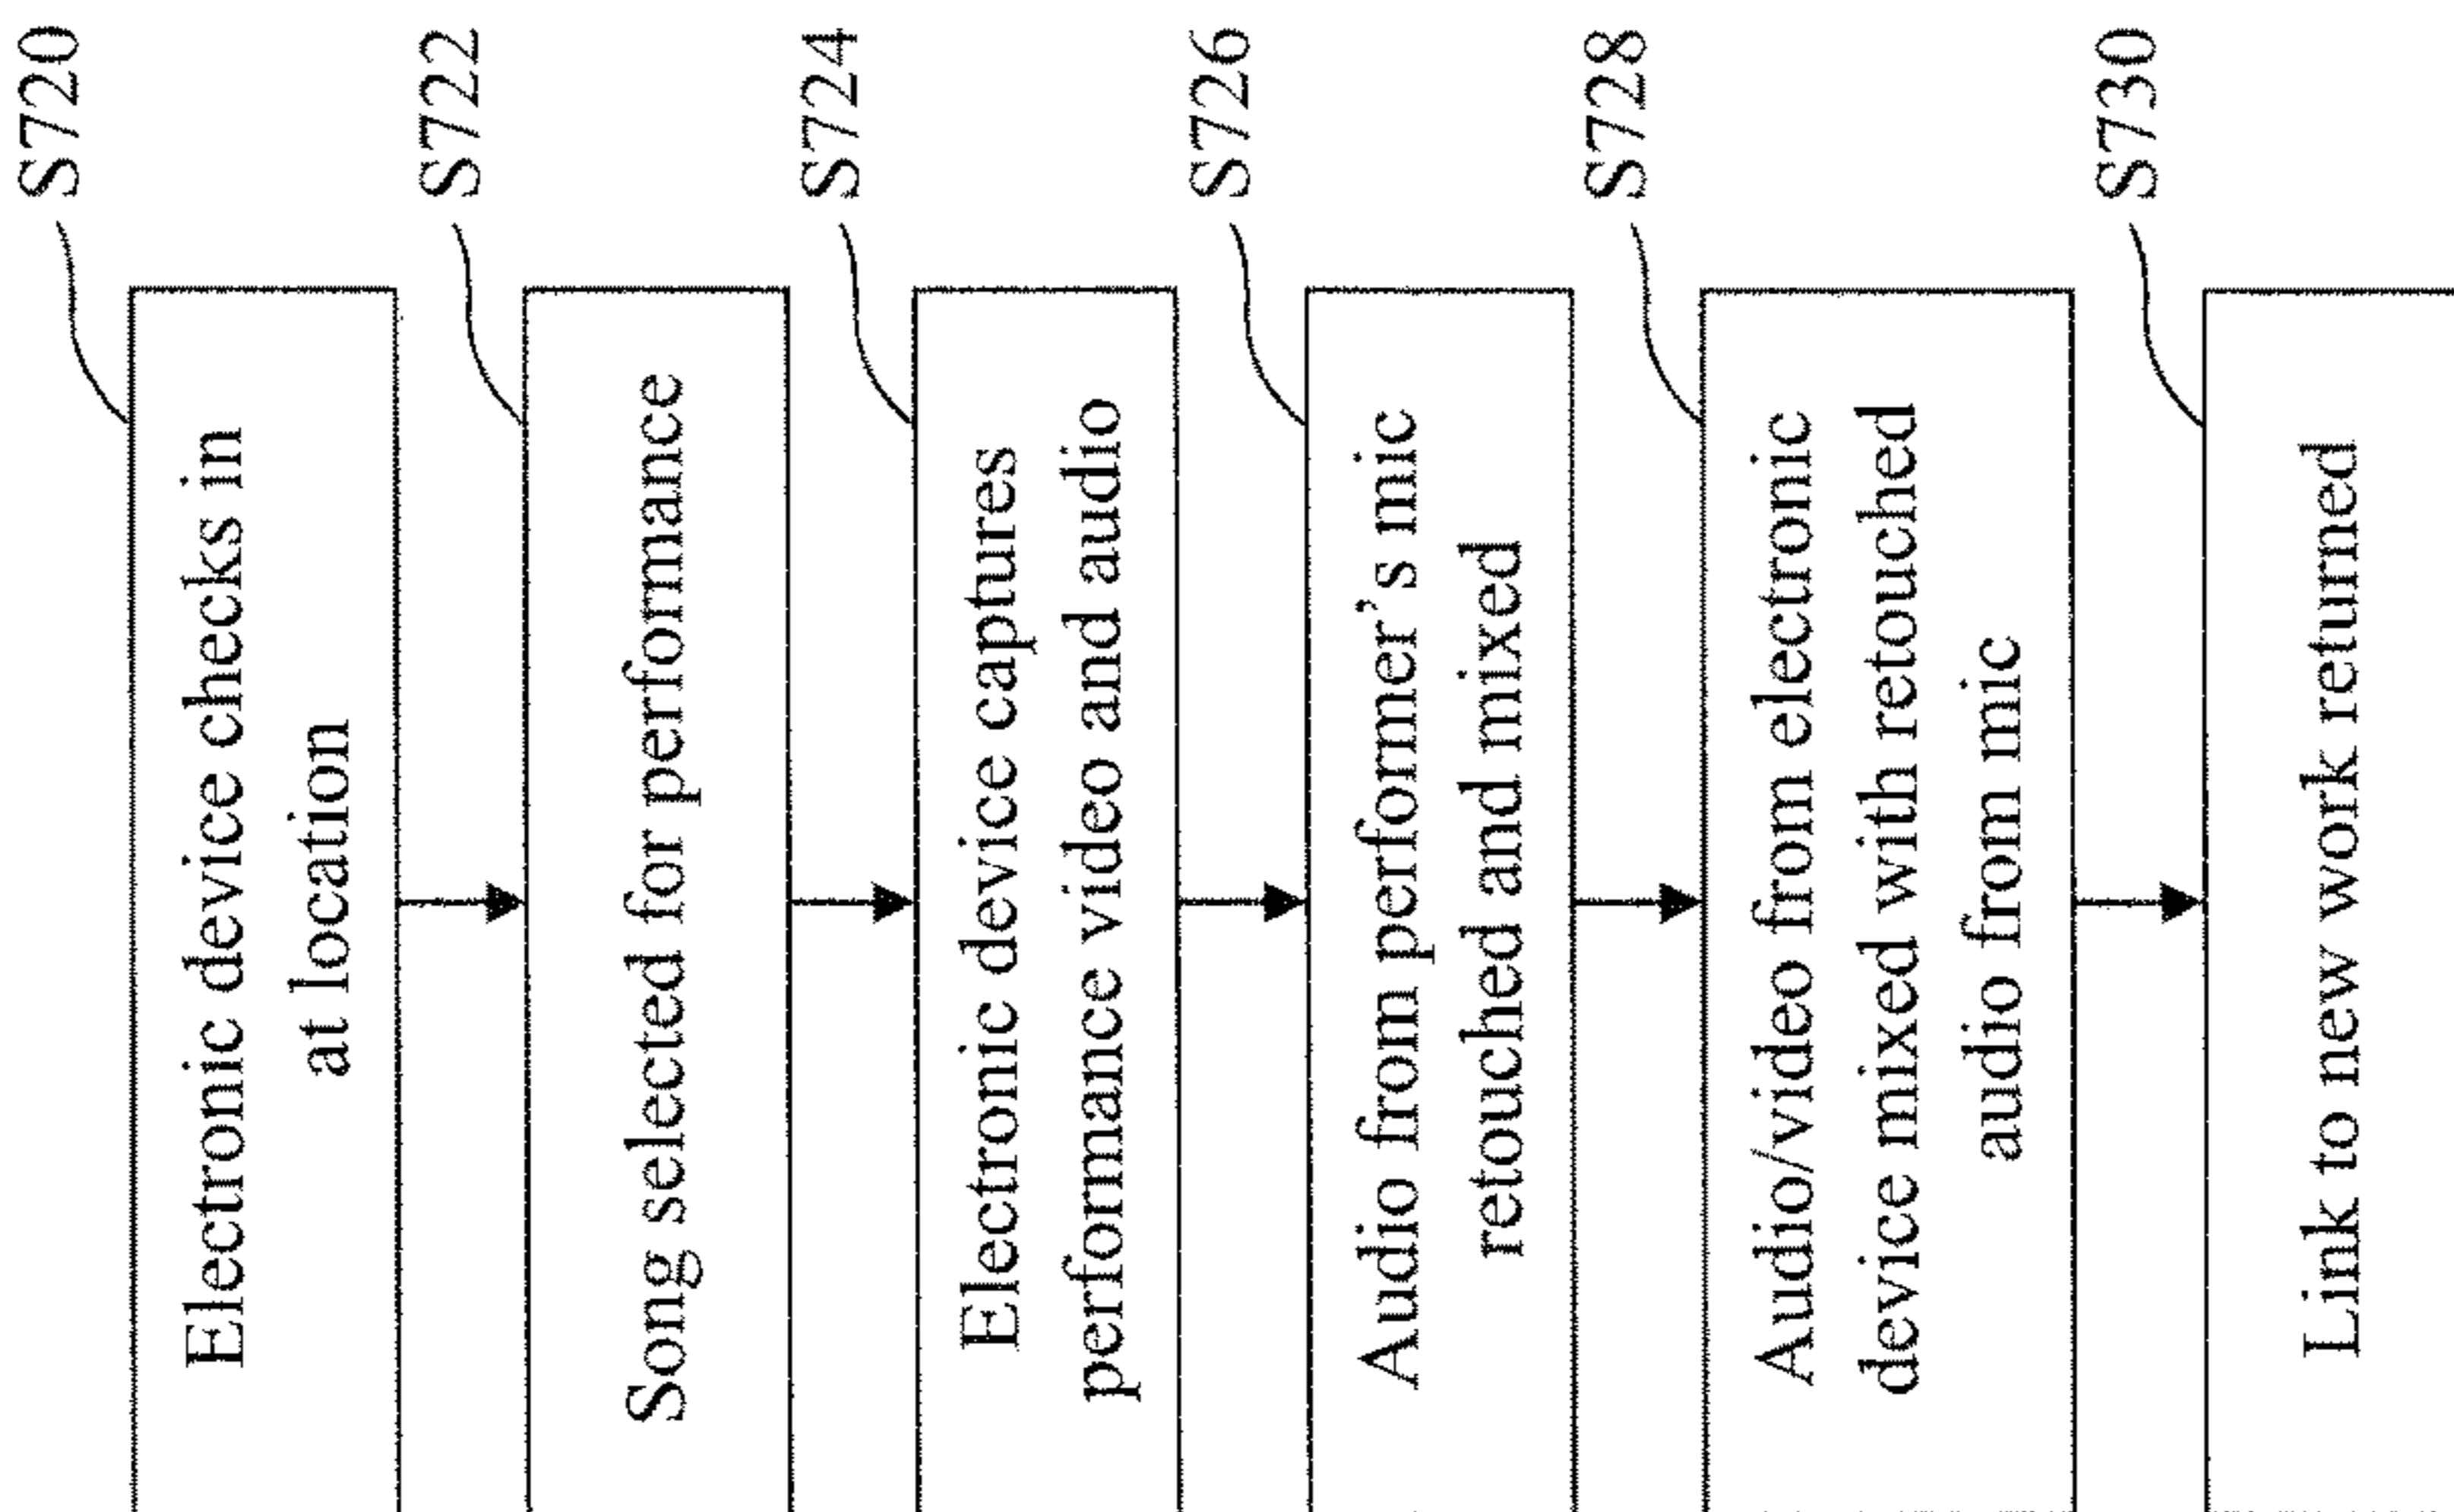 S720
Electronic device checks in
at location
S722
Song selected for performance
S724
Electronic device captures
performance video and audio
S726
Audio from performer's mic
retouched and mixed
S728
Audio/video from electronic
device mixed with retouched
audio from mic
S730
Link to new work returned